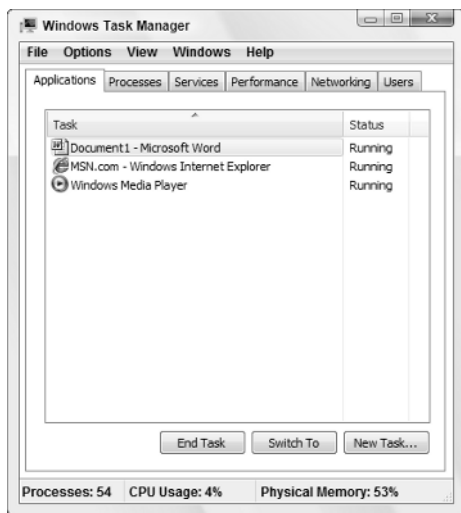 Windows Task Manager
File Options View Windows Help
Applications Processes Services Performance Networking Users
Task Status
Document1 - Microsoft Word Running
MSN.com - Windows Internet Explorer Running
Windows Media Player Running
End Task Switch To New Task...
Processes: 54 CPU Usage: 4% Physical Memory: 53%